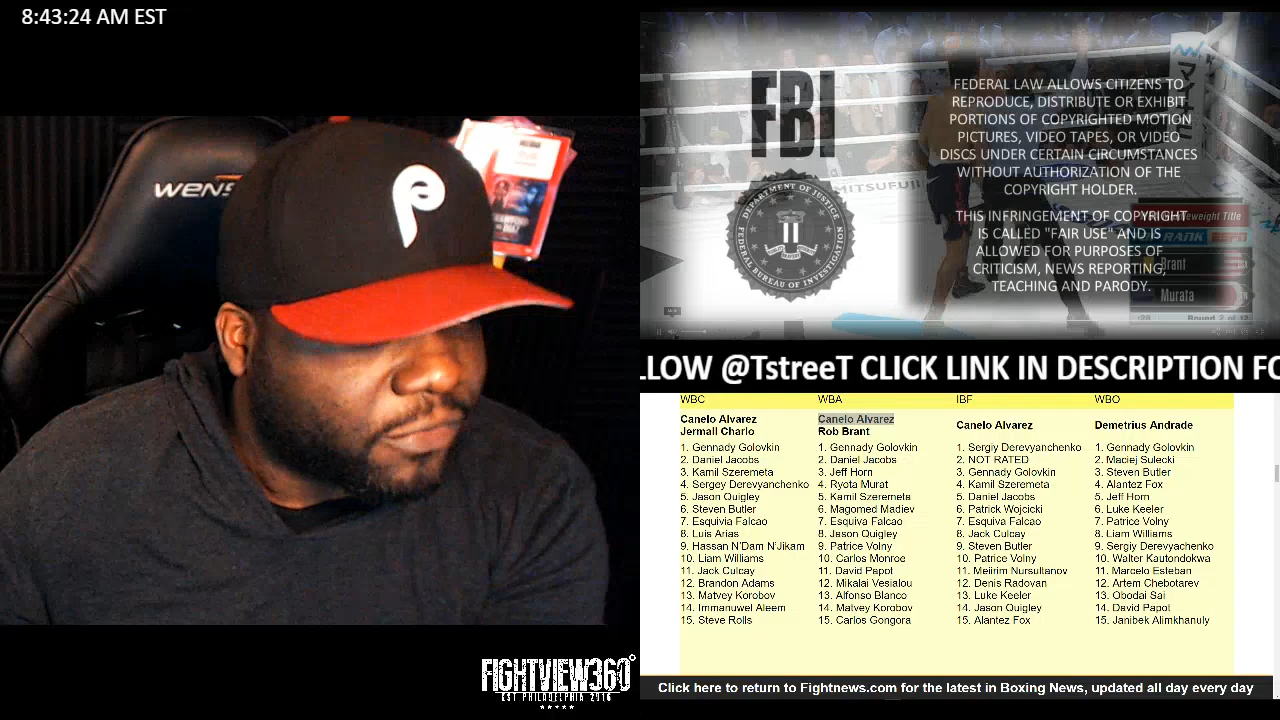 8:43:24 AM EST
WENS
P
FBI
DEPARTMENT OF JUSTICE
FEDERAL BUREAU OF INVESTIGATION
FEDERAL LAW ALLOWS CITIZENS TO
REPRODUCE, DISTRIBUTE OR EXHIBIT
PORTIONS OF COPYRIGHTED MOTION
PICTURES, VIDEO TAPES, OR VIDEO
DISCS UNDER CERTAIN CIRCUMSTANCES
WITHOUT AUTHORIZATION OF THE
COPYRIGHT HOLDER.
THIS INFRINGEMENT OF COPYRIGHT
IS CALLED "FAIR USE" AND IS
ALLOWED FOR PURPOSES OF
CRITICISM, NEWS REPORTING,
TEACHING AND PARODY.
MITSUFUJI
eweight Title
RANK ESPN
Brant
Murata
:28 Round 2 of 12
LLOW @TstreeT CLICK LINK IN DESCRIPTION FO
WBC WBA IBF WBO
Canelo Alvarez Canelo Alvarez Canelo Alvarez Demetrius Andrade
Jermall Charlo Rob Brant
1. Gennady Golovkin 1. Gennady Golovkin 1. Sergiy Derevyanchenko 1. Gennady Golovkin
2. Daniel Jacobs 2. Daniel Jacobs 2. NOT RATED 2. Maciej Sulecki
3. Kamil Szeremeta 3. Jeff Horn 3. Gennady Golovkin 3. Steven Butler
4. Sergey Derevyanchenko 4. Ryota Murat 4. Kamil Szeremeta 4. Alantez Fox
5. Jason Quigley 5. Kamil Szeremeta 5. Daniel Jacobs 5. Jeff Horn
6. Steven Butler 6. Magomed Madiev 6. Patrick Wojcicki 6. Luke Keeler
7. Esquivia Falcao 7. Esquiva Falcao 7. Esquiva Falcao 7. Patrice Volny
8. Luis Arias 8. Jason Quigley 8. Jack Culcay 8. Liam Williams
9. Hassan N'Dam N'Jikam 9. Patrice Volny 9. Steven Butler 9. Sergiy Derevyachenko
10. Liam Williams 10. Carlos Monroe 10. Patrice Volny 10. Walter Kautondokwa
11. Jack Culcay 11. David Papot 11. Meiirim Nursultanov 11. Marcelo Esteban
12. Brandon Adams 12. Mikalai Vesialou 12. Denis Radovan 12. Artem Chebotarev
13. Matvey Korobov 13. Alfonso Blanco 13. Luke Keeler 13. Obodai Sai
14. Immanuwel Aleem 14. Matvey Korobov 14. Jason Quigley 14. David Papot
15. Steve Rolls 15. Carlos Gongora 15. Alantez Fox 15. Janibek Alimkhanuly
FIGHTVIEW360°
EST PHILADELPHIA 2016
Click here to return to Fightnews.com for the latest in Boxing News, updated all day every day